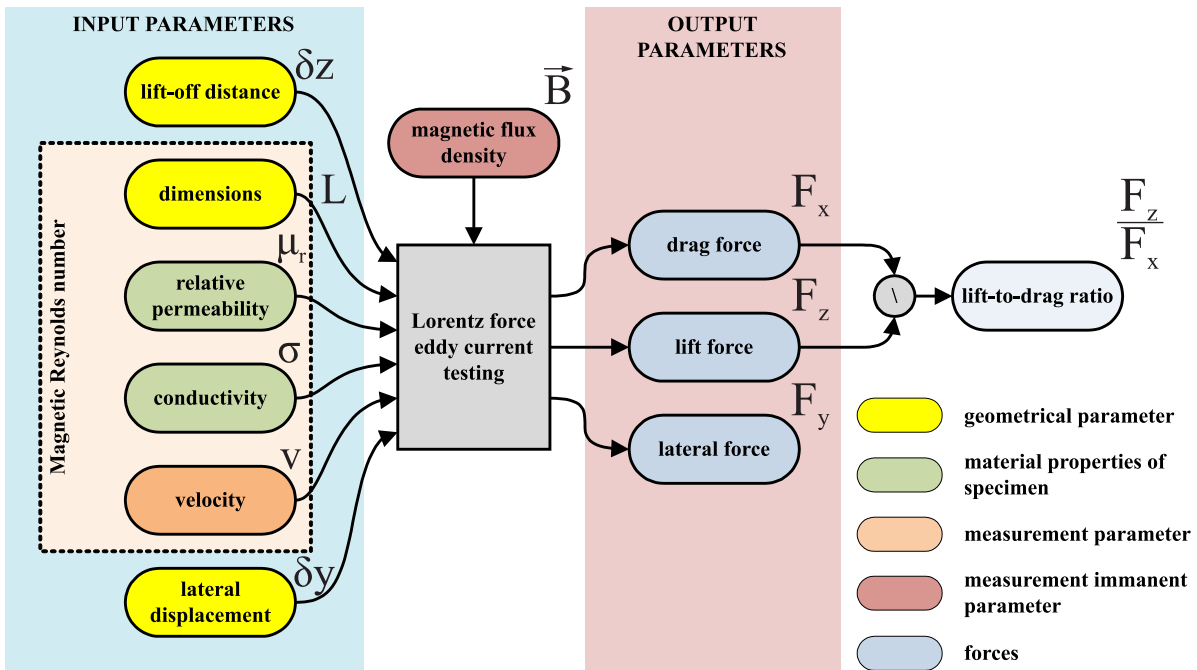 INPUT PARAMETERS
OUTPUT
PARAMETERS
δz
lift-off distance
B
magnetic flux
density
dimensions
L
Magnetic Reynolds number
μr
relative
permeability
σ
conductivity
v
velocity
δy
lateral
displacement
Lorentz force
eddy current
testing
Fx
drag force
Fz
lift force
Fy
lateral force
\
Fz
Fx
lift-to-drag ratio
geometrical parameter
material properties of
specimen
measurement parameter
measurement immanent
parameter
forces